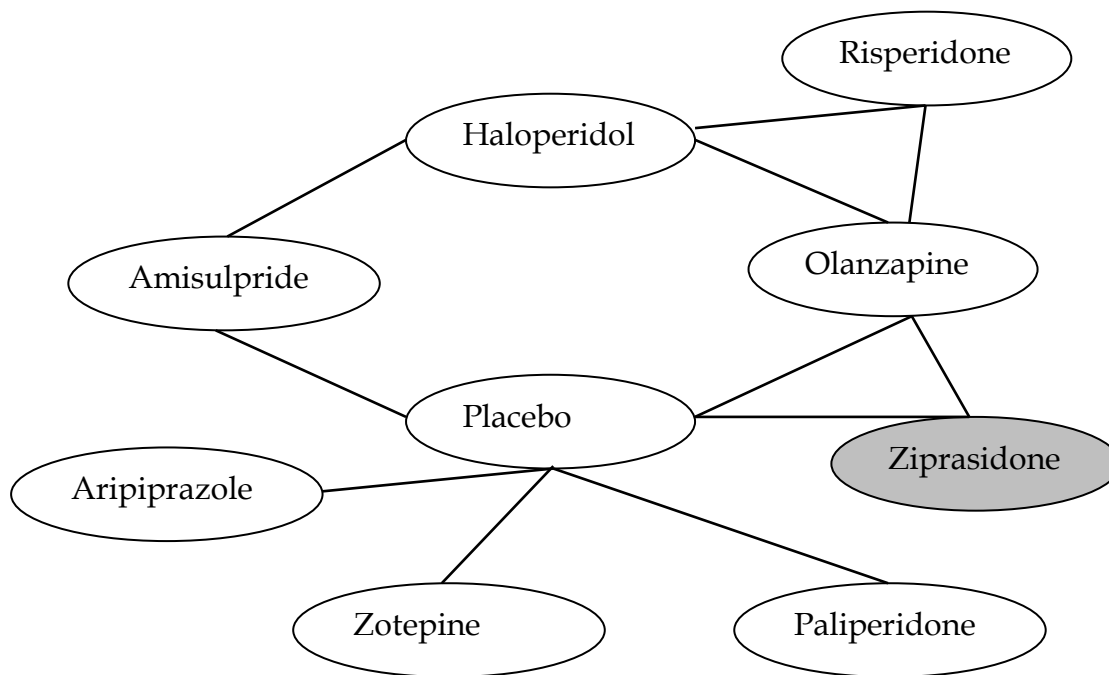 Risperidone
Haloperidol
Olanzapine
Amisulpride
Placebo
Ziprasidone
Aripiprazole
Zotepine
Paliperidone